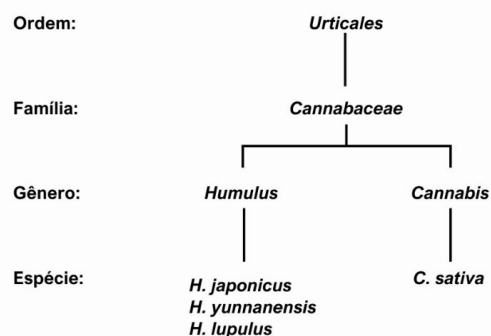 Ordem: Urticales
Família: Cannabaceae
Gênero: Humulus Cannabis
Espécie: H. japonicus C. sativa
H. yunnanensis
H. lupulus